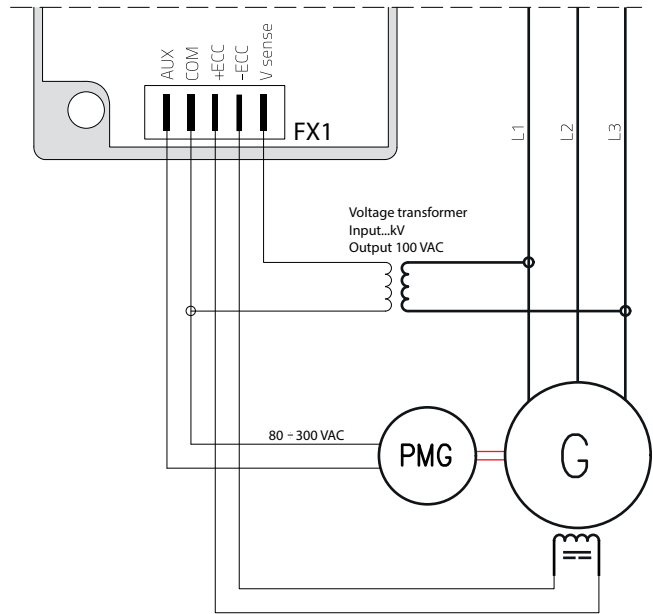 AUX
COM
+ECC
-ECC
V sense
FX1
L1
L2
L3
Voltage transformer
Input...kV
Output 100 VAC
80 - 300 VAC
PMG
G